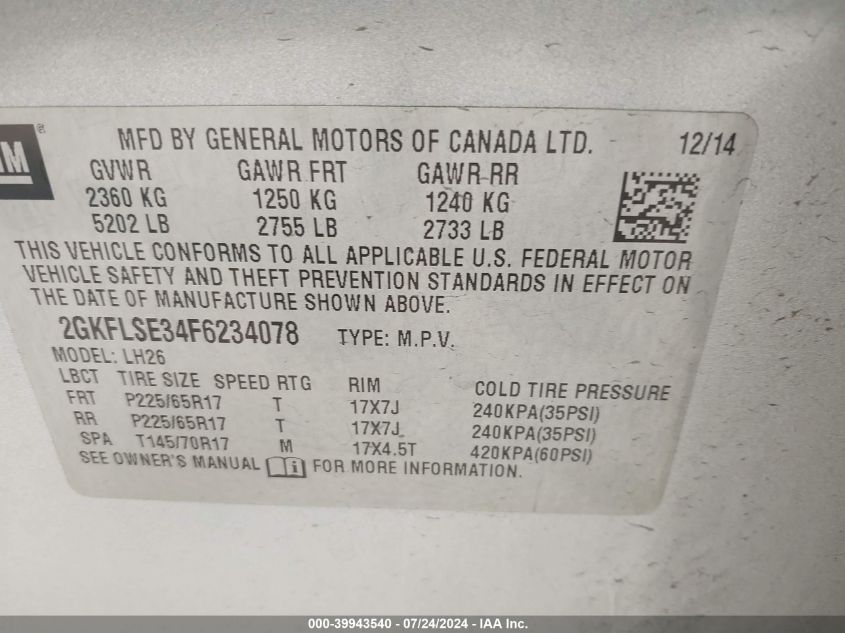 GM ®
MFD BY GENERAL MOTORS OF CANADA LTD. 12/14
GVWR GAWR FRT GAWR RR
2360 KG 1250 KG 1240 KG
5202 LB 2755 LB 2733 LB
THIS VEHICLE CONFORMS TO ALL APPLICABLE U.S. FEDERAL MOTOR
VEHICLE SAFETY AND THEFT PREVENTION STANDARDS IN EFFECT ON
THE DATE OF MANUFACTURE SHOWN ABOVE.
2GKFLSE34F6234078 TYPE: M.P.V.
MODEL: LH26
LBCT TIRE SIZE SPEED RTG RIM COLD TIRE PRESSURE
FRT P225/65R17 T 17X7J 240KPA(35PSI)
RR P225/65R17 T 17X7J 240KPA(35PSI)
SPA T145/70R17 M 17X4.5T 420KPA(60PSI)
SEE OWNER'S MANUAL i FOR MORE INFORMATION.
000-39943540 - 07/24/2024 - IAA Inc.